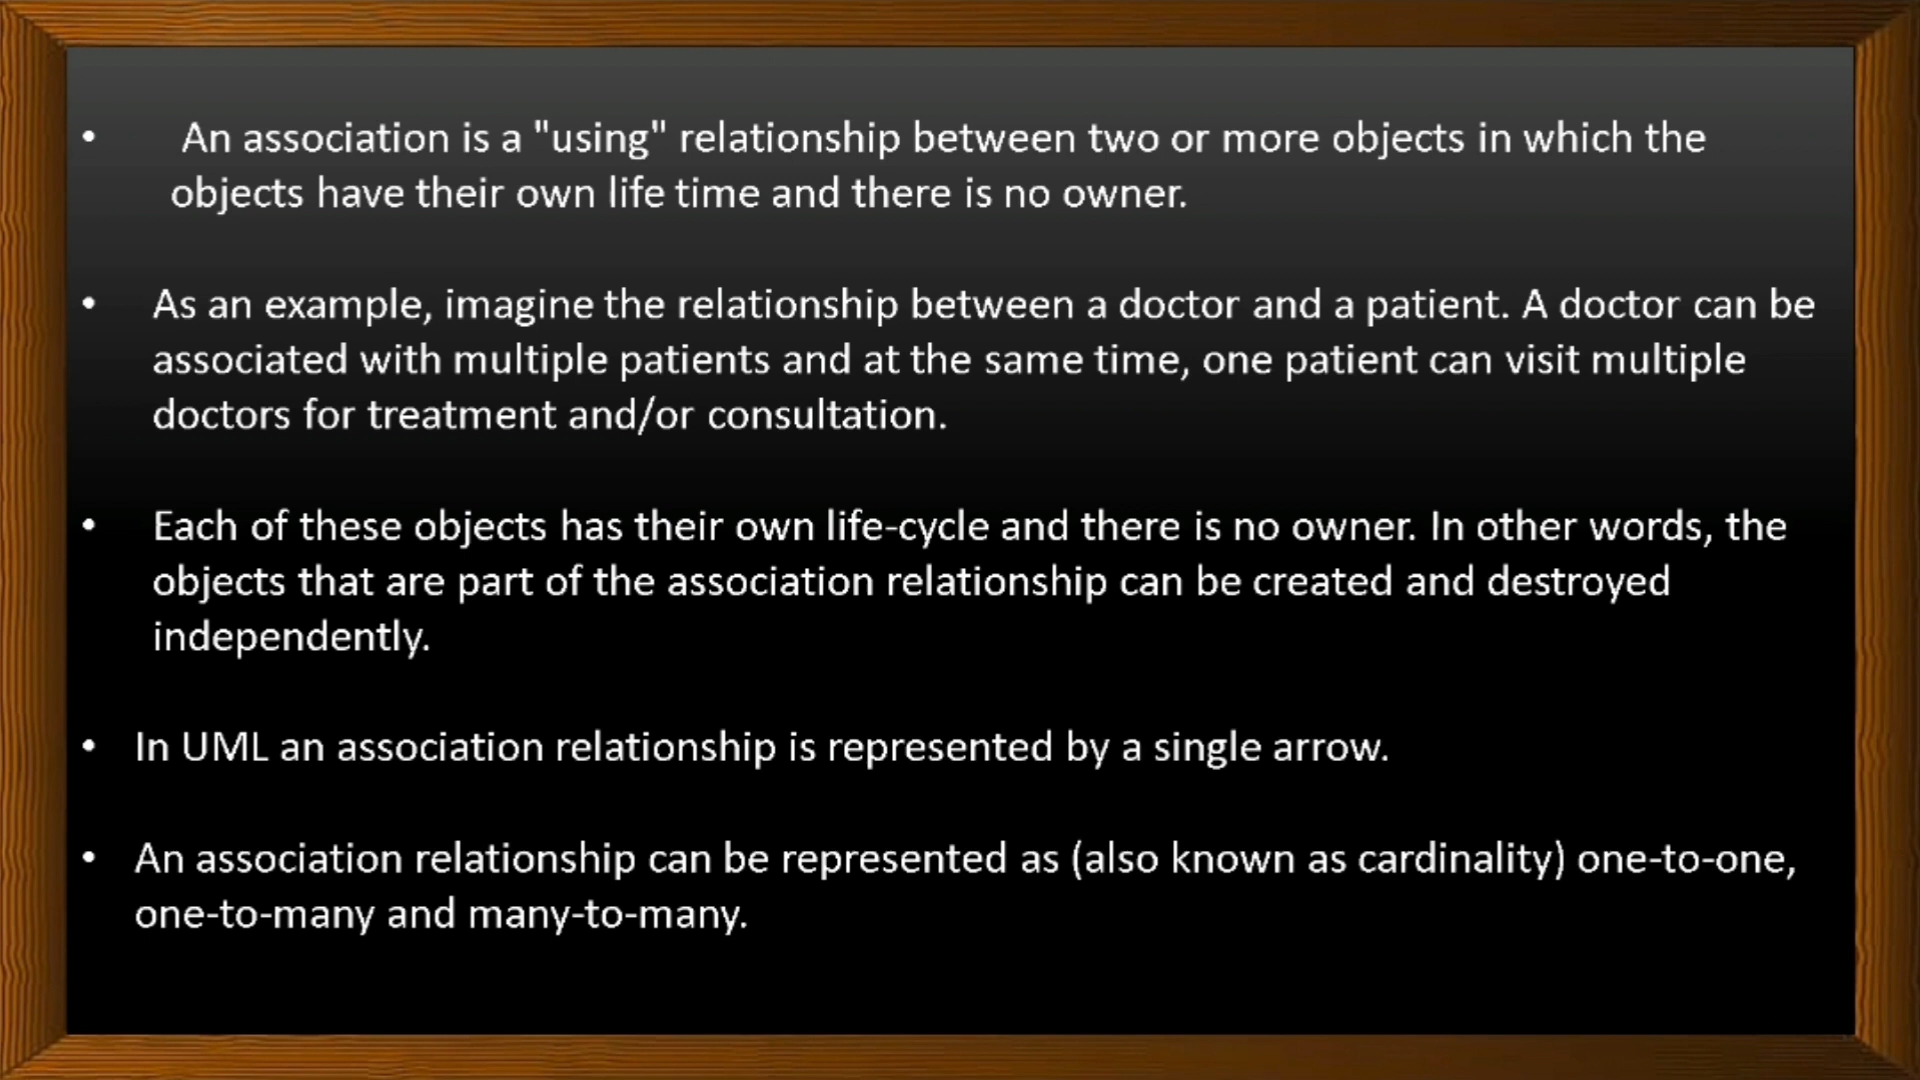 • An association is a "using" relationship between two or more objects in which the
objects have their own life time and there is no owner.
• As an example, imagine the relationship between a doctor and a patient. A doctor can be
associated with multiple patients and at the same time, one patient can visit multiple
doctors for treatment and/or consultation.
• Each of these objects has their own life-cycle and there is no owner. In other words, the
objects that are part of the association relationship can be created and destroyed
independently.
• In UML an association relationship is represented by a single arrow.
• An association relationship can be represented as (also known as cardinality) one-to-one,
one-to-many and many-to-many.